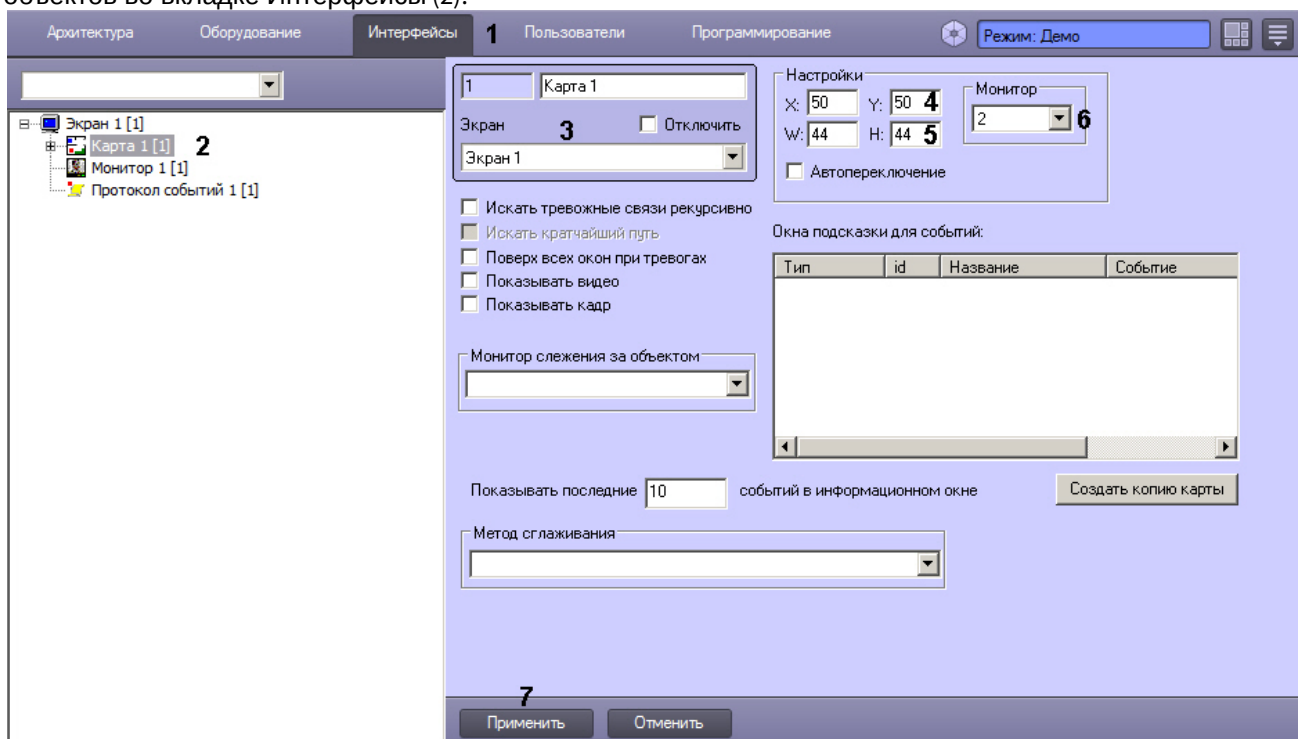 объектов во вкладке Интерфейсы (2).
Архитектура Оборудование Интерфейсы 1 Пользователи Программирование Режим: Демо
1 Карта 1
Экран 3 Отключить
Экран 1
Настройки
X: 50 Y: 50 4
W: 44 H: 44 5
Монитор
2 6
Автопереключение
Экран 1 [1]
Карта 1 [1] 2
Монитор 1 [1]
Протокол событий 1 [1]
Искать тревожные связи рекурсивно
Искать кратчайший путь
Поверх всех окон при тревогах
Показывать видео
Показывать кадр
Окна подсказки для событий:
Тип id Название Событие
Монитор слежения за объектом
Показывать последние 10 событий в информационном окне
Создать копию карты
Метод сглаживания
7
Применить Отменить